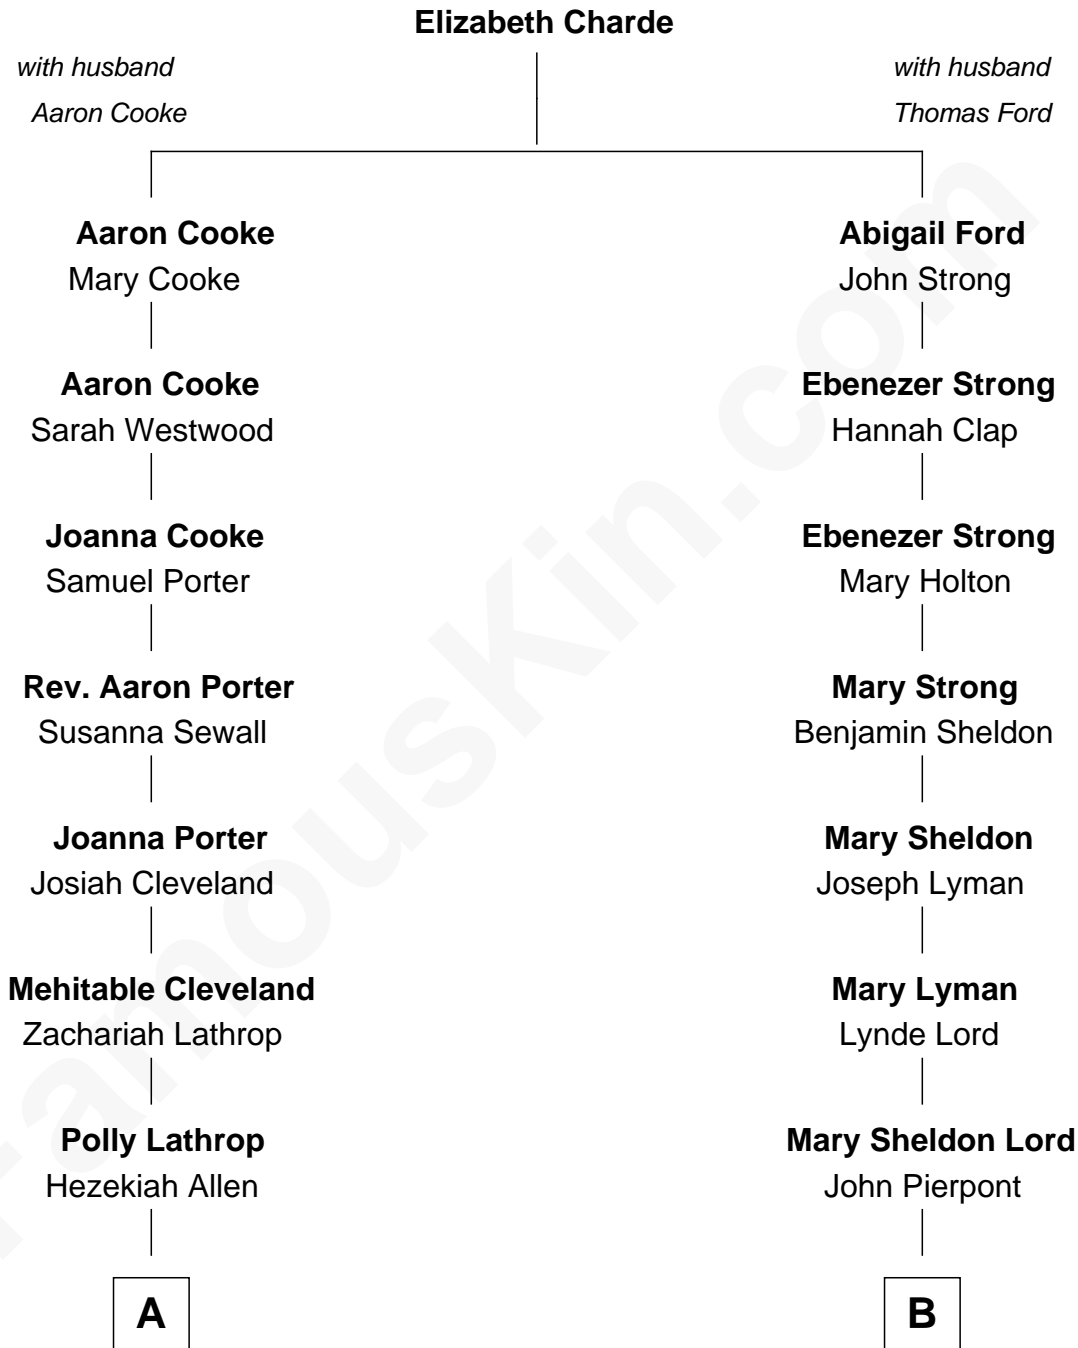 Elizabeth Charde
with husband
Aaron Cooke
with husband
Thomas Ford
Aaron Cooke
Mary Cooke
Abigail Ford
John Strong
Aaron Cooke
Sarah Westwood
Ebenezer Strong
Hannah Clap
Joanna Cooke
Samuel Porter
Ebenezer Strong
Mary Holton
Rev. Aaron Porter
Susanna Sewall
Mary Strong
Benjamin Sheldon
Joanna Porter
Josiah Cleveland
Mary Sheldon
Joseph Lyman
Mehitable Cleveland
Zachariah Lathrop
Mary Lyman
Lynde Lord
Polly Lathrop
Hezekiah Allen
Mary Sheldon Lord
John Pierpont
A
B
FamousKin.com